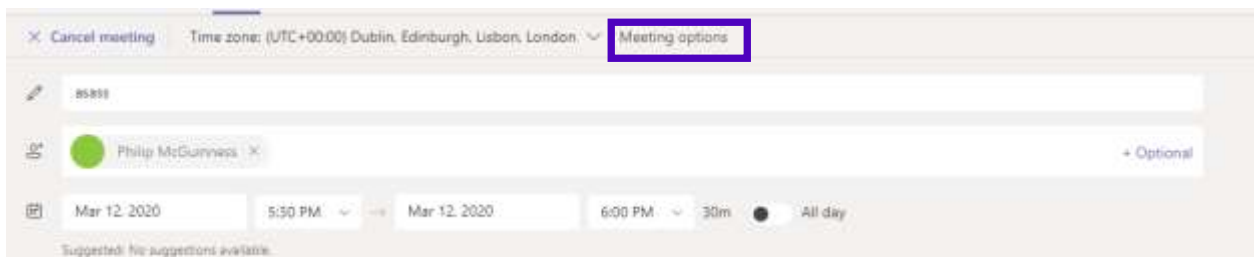 Cancel meeting Time zone: (UTC+00:00) Dublin, Edinburgh, Lisbon, London Meeting options
Philip McGuinness
+ Optional
Mar 12, 2020 5:30 PM → Mar 12, 2020 6:00 PM 30m All day
Suggested: No suggestions available.